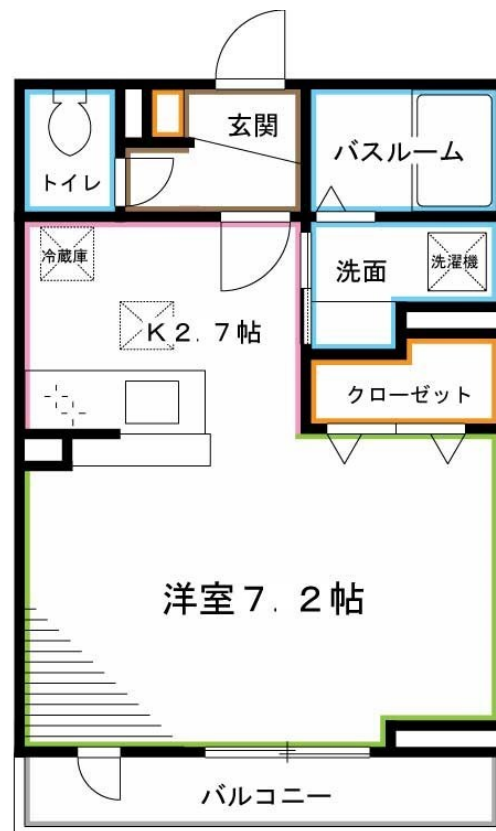 玄関
バスルーム
トイレ
冷蔵庫
洗面
洗濯機
K2.7帖
クローゼット
洋室7.2帖
バルコニー